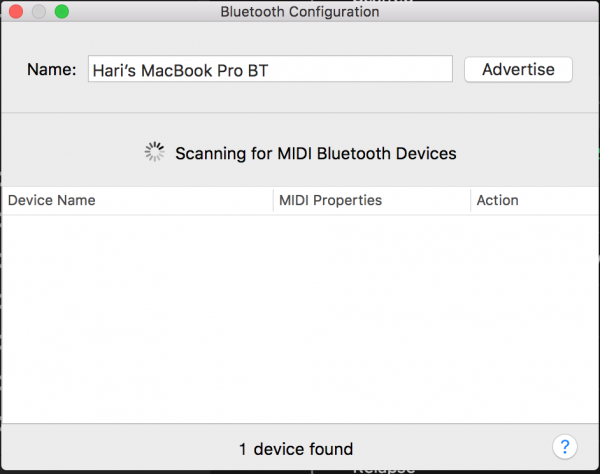 Bluetooth Configuration
Name: Hari's MacBook Pro BT Advertise
Scanning for MIDI Bluetooth Devices
Device Name MIDI Properties Action
1 device found ?